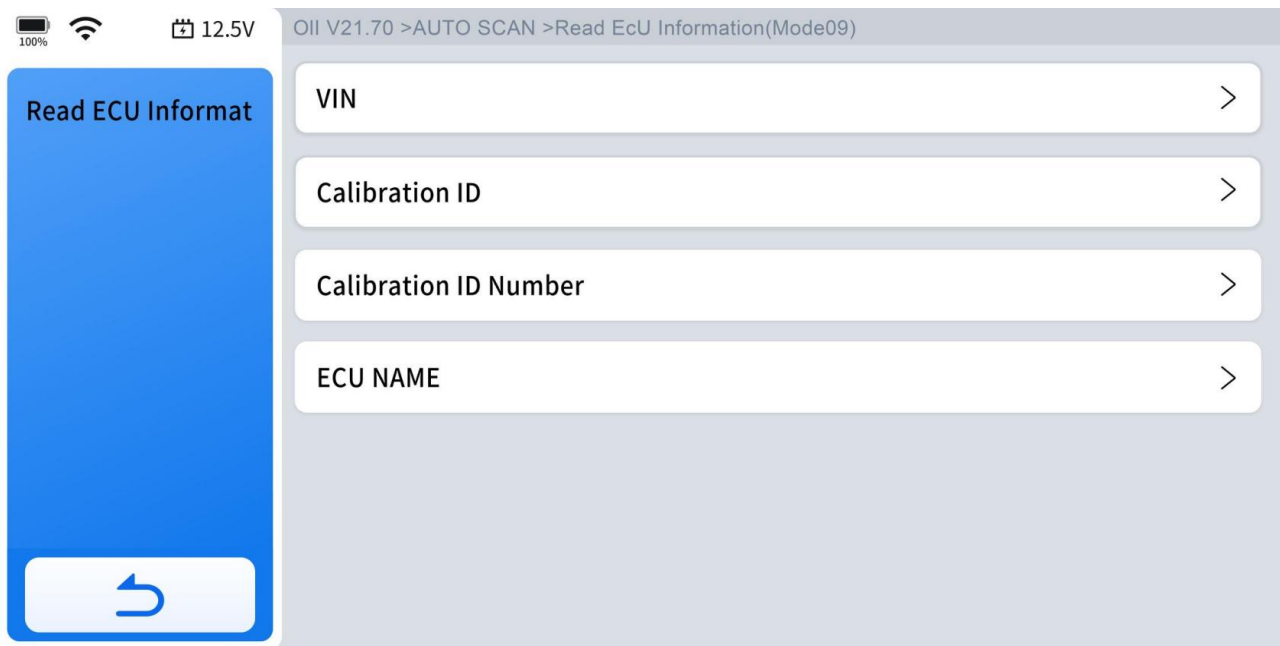 100%
12.5V
OII V21.70 >AUTO SCAN >Read EcU Information(Mode09)
Read ECU Informat
VIN
Calibration ID
Calibration ID Number
ECU NAME